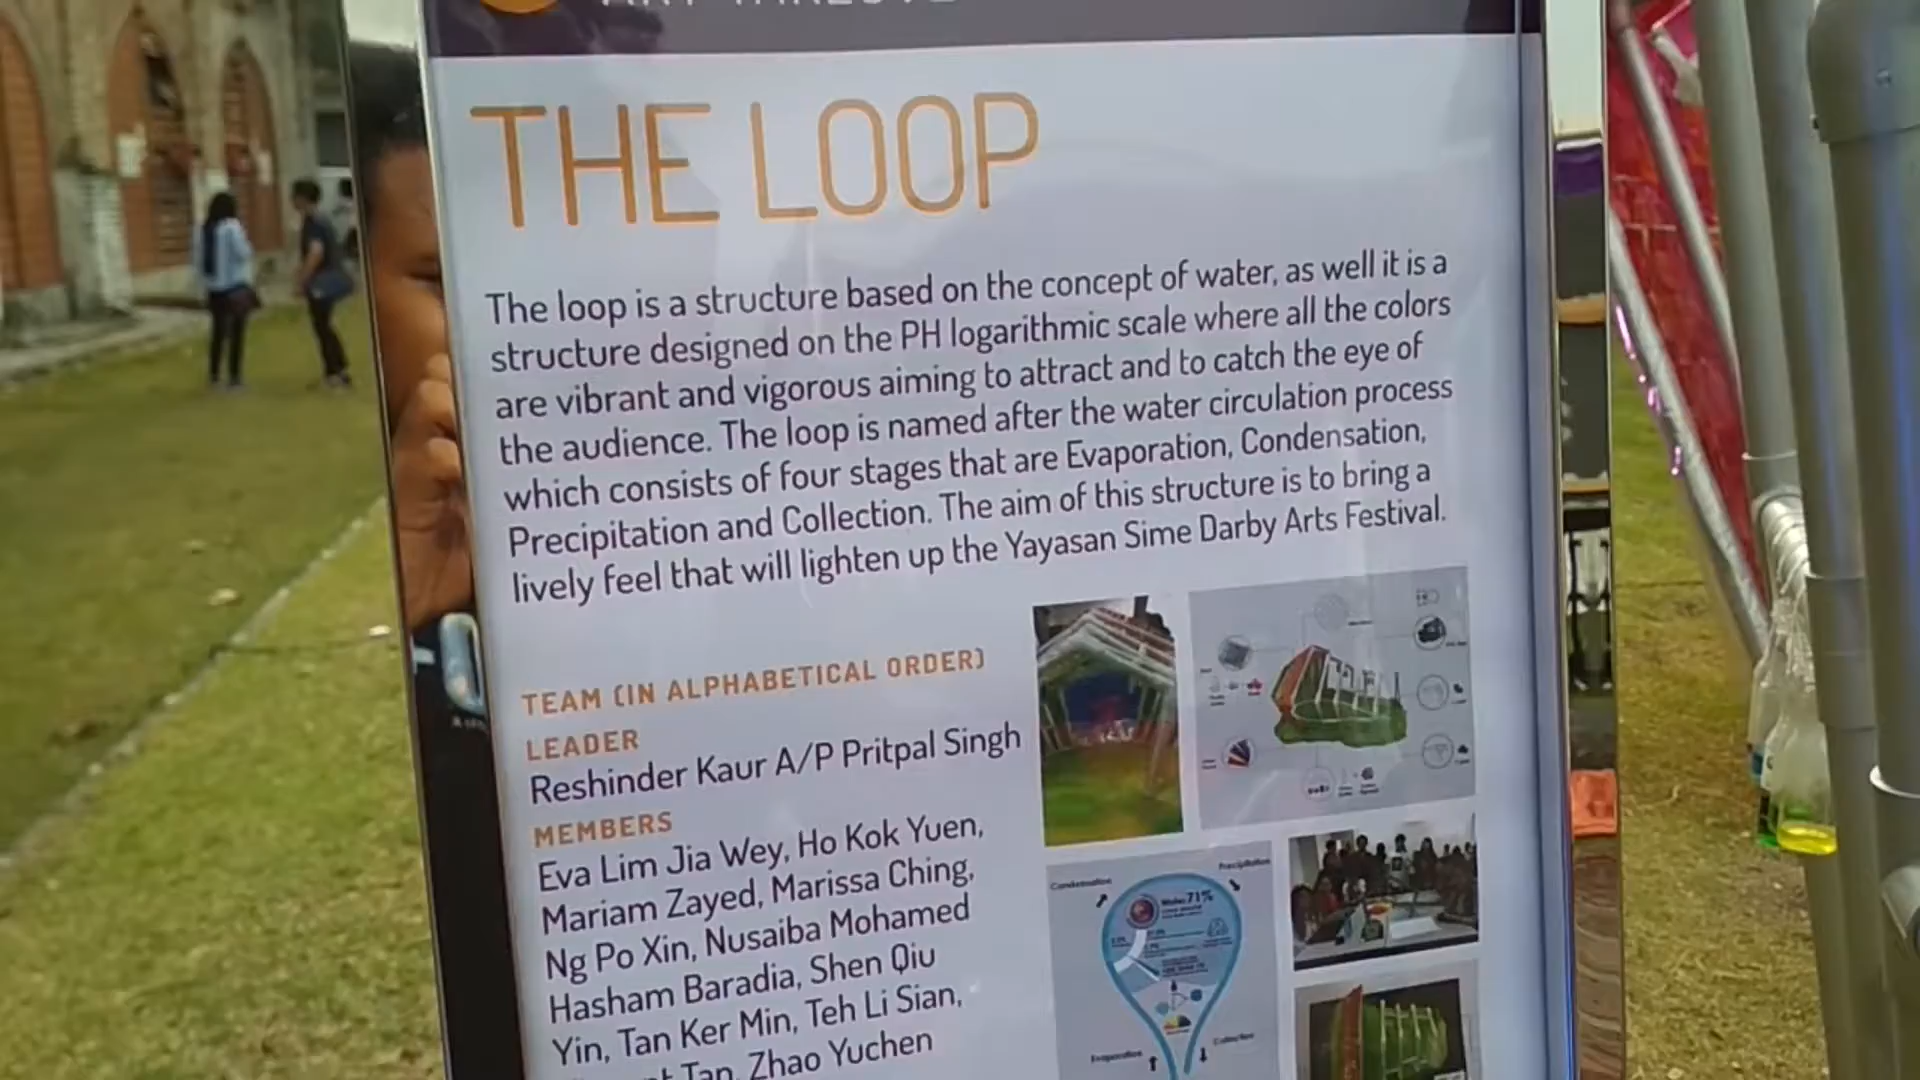 THE LOOP
The loop is a structure based on the concept of water, as well it is a
structure designed on the PH logarithmic scale where all the colors
are vibrant and vigorous aiming to attract and to catch the eye of
the audience. The loop is named after the water circulation process
which consists of four stages that are Evaporation, Condensation,
Precipitation and Collection. The aim of this structure is to bring a
lively feel that will lighten up the Yayasan Sime Darby Arts Festival.
TEAM (IN ALPHABETICAL ORDER)
LEADER
Reshinder Kaur A/P Pritpal Singh
MEMBERS
Eva Lim Jia Wey, Ho Kok Yuen,
Mariam Zayed, Marissa Ching,
Ng Po Xin, Nusaiba Mohamed
Hasham Baradia, Shen Qiu
Yin, Tan Ker Min, Teh Li Sian,
Tan, Zhao Yuchen
Condensation
Precipitation
Water 71%
Evaporation
Collection